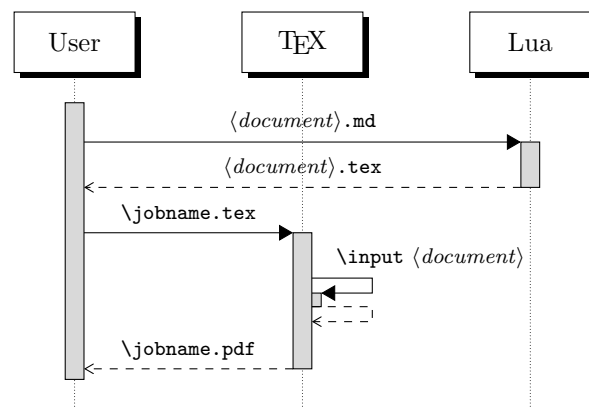 User TEX Lua
⟨document⟩.md
⟨document⟩.tex
\jobname.tex
\input ⟨document⟩
\jobname.pdf